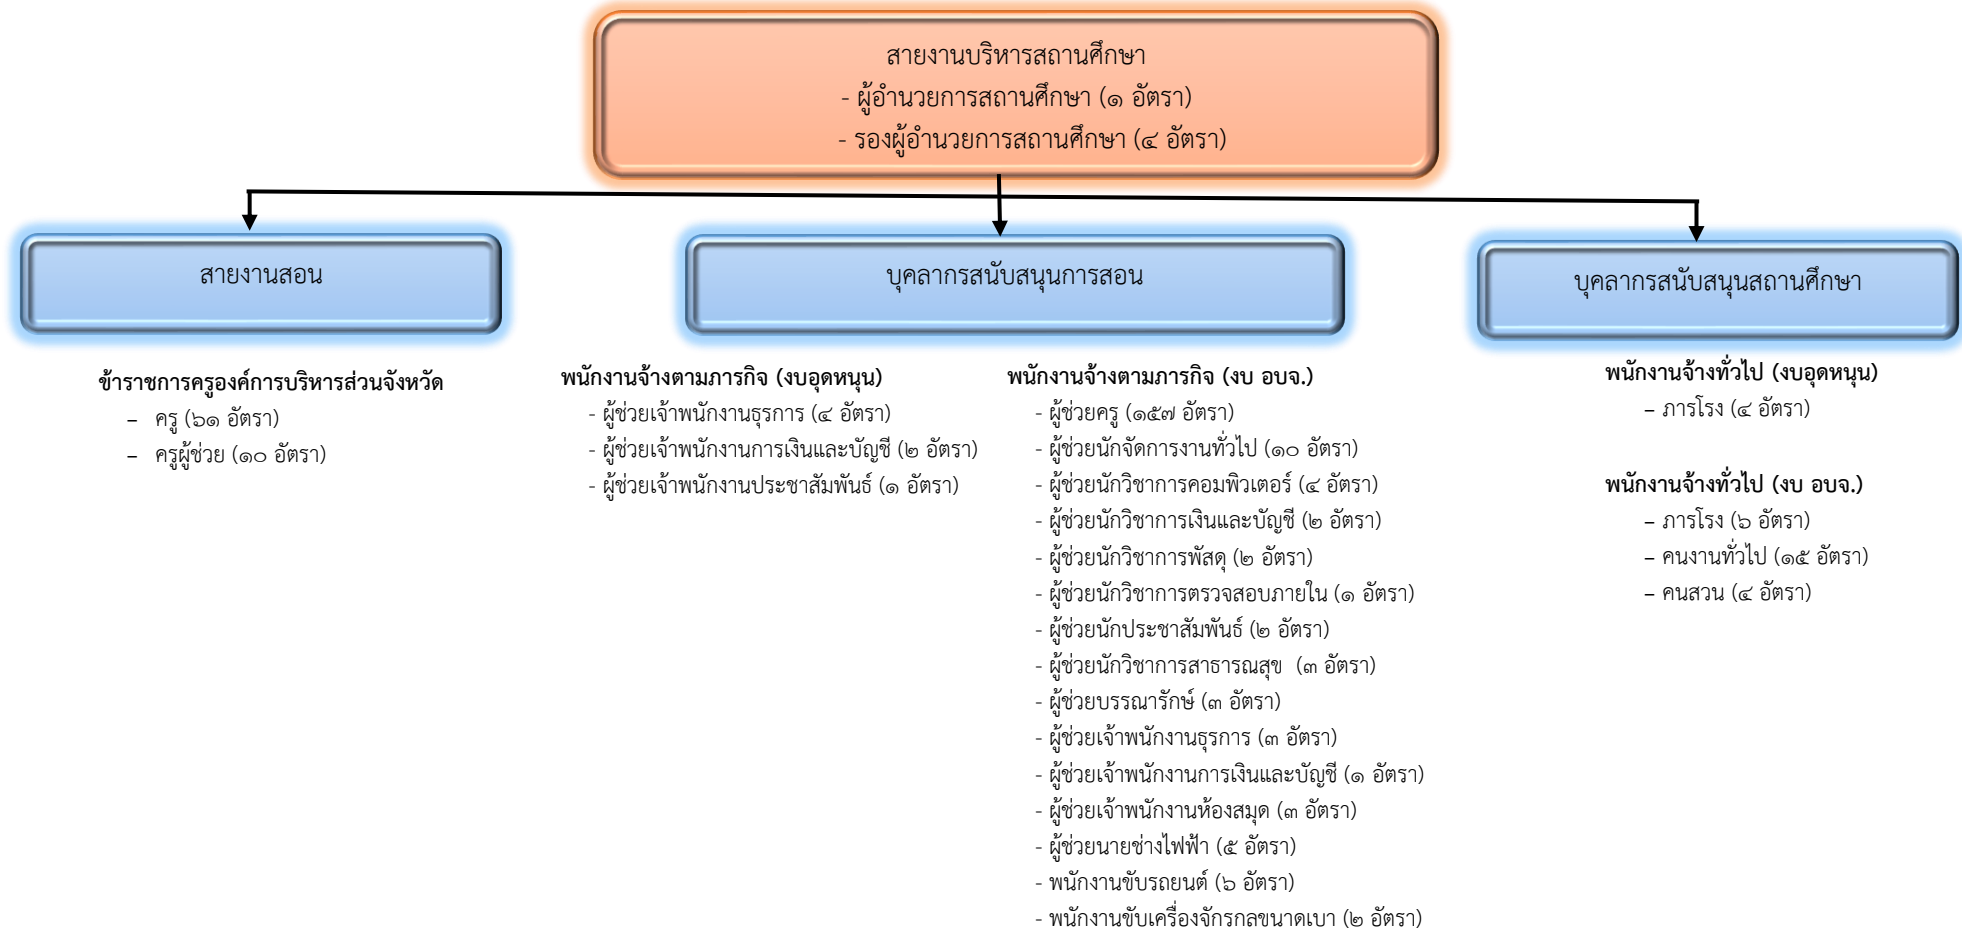 สายงานบริหารสถานศึกษา
- ผู้อำนวยการสถานศึกษา (๑ อัตรา)
- รองผู้อำนวยการสถานศึกษา (๔ อัตรา)
สายงานสอน
ข้าราชการครูองค์การบริหารส่วนจังหวัด
– ครู (๖๑ อัตรา)
– ครูผู้ช่วย (๑๐ อัตรา)
บุคลากรสนับสนุนการสอน
พนักงานจ้างตามภารกิจ (งบอุดหนุน)
- ผู้ช่วยเจ้าพนักงานธุรการ (๔ อัตรา)
- ผู้ช่วยเจ้าพนักงานการเงินและบัญชี (๒ อัตรา)
- ผู้ช่วยเจ้าพนักงานประชาสัมพันธ์ (๑ อัตรา)
พนักงานจ้างตามภารกิจ (งบ อบจ.)
- ผู้ช่วยครู (๑๕๗ อัตรา)
- ผู้ช่วยนักจัดการงานทั่วไป (๑๐ อัตรา)
- ผู้ช่วยนักวิชาการคอมพิวเตอร์ (๔ อัตรา)
- ผู้ช่วยนักวิชาการเงินและบัญชี (๒ อัตรา)
- ผู้ช่วยนักวิชาการพัสดุ (๒ อัตรา)
- ผู้ช่วยนักวิชาการตรวจสอบภายใน (๑ อัตรา)
- ผู้ช่วยนักประชาสัมพันธ์ (๒ อัตรา)
- ผู้ช่วยนักวิชาการสาธารณสุข (๓ อัตรา)
- ผู้ช่วยบรรณารักษ์ (๓ อัตรา)
- ผู้ช่วยเจ้าพนักงานธุรการ (๓ อัตรา)
- ผู้ช่วยเจ้าพนักงานการเงินและบัญชี (๑ อัตรา)
- ผู้ช่วยเจ้าพนักงานห้องสมุด (๓ อัตรา)
- ผู้ช่วยนายช่างไฟฟ้า (๕ อัตรา)
- พนักงานขับรถยนต์ (๖ อัตรา)
- พนักงานขับเครื่องจักรกลขนาดเบา (๒ อัตรา)
บุคลากรสนับสนุนสถานศึกษา
พนักงานจ้างทั่วไป (งบอุดหนุน)
– ภารโรง (๔ อัตรา)
พนักงานจ้างทั่วไป (งบ อบจ.)
– ภารโรง (๖ อัตรา)
– คนงานทั่วไป (๑๕ อัตรา)
– คนสวน (๔ อัตรา)